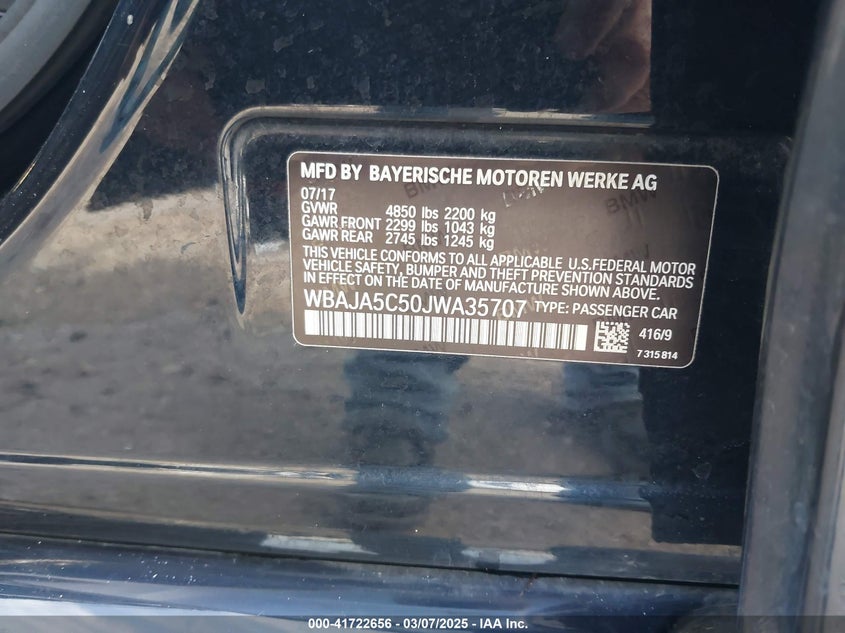 MFD BY BAYERISCHE MOTOREN WERKE AG
07/17
GVWR 4850 lbs 2200 kg
GAWR FRONT 2299 lbs 1043 kg
GAWR REAR 2745 lbs 1245 kg
THIS VEHICLE CONFORMS TO ALL APPLICABLE U.S.FEDERAL MOTOR
VEHICLE SAFETY, BUMPER AND THEFT PREVENTION STANDARDS
IN EFFECT ON THE DATE OF MANUFACTURE SHOWN ABOVE.
WBAJA5C50JWA35707 TYPE: PASSENGER CAR
416/9
7 315 814
000-41722656 — 03/07/2025 — IAA Inc.